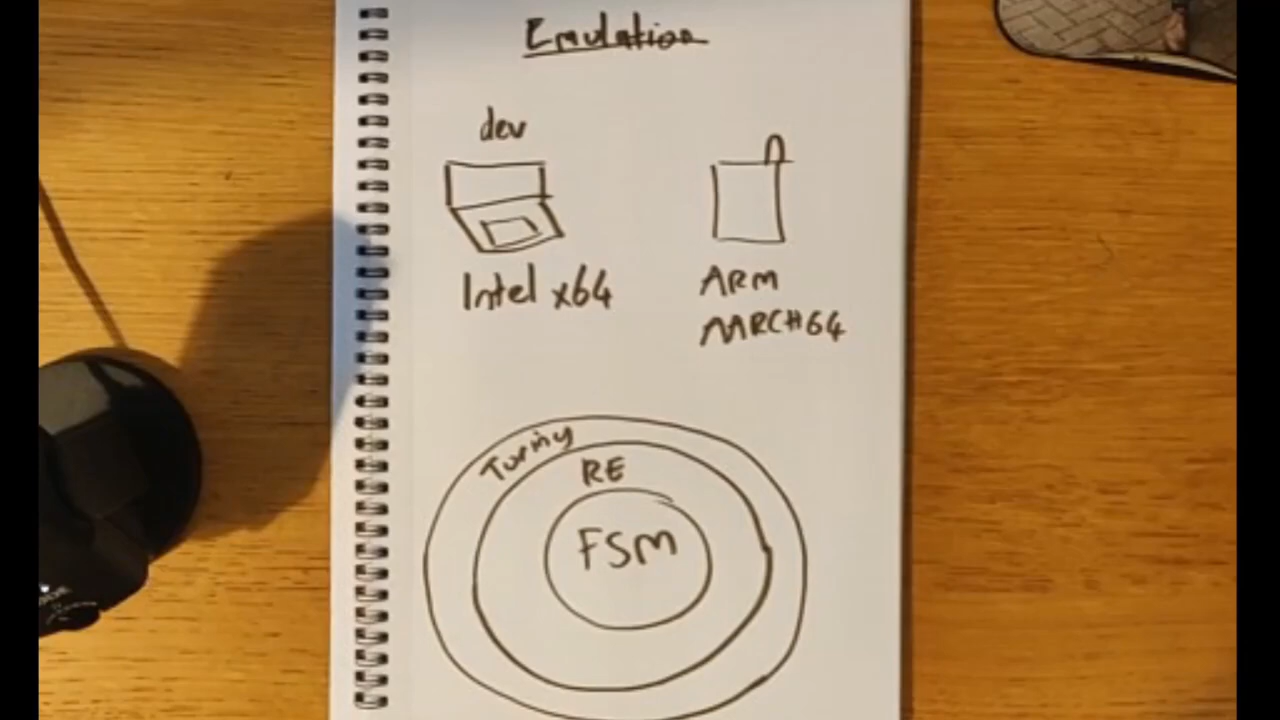 Emulation
dev
Intel x64
ARM
AARCH64
Turing
RE
FSM